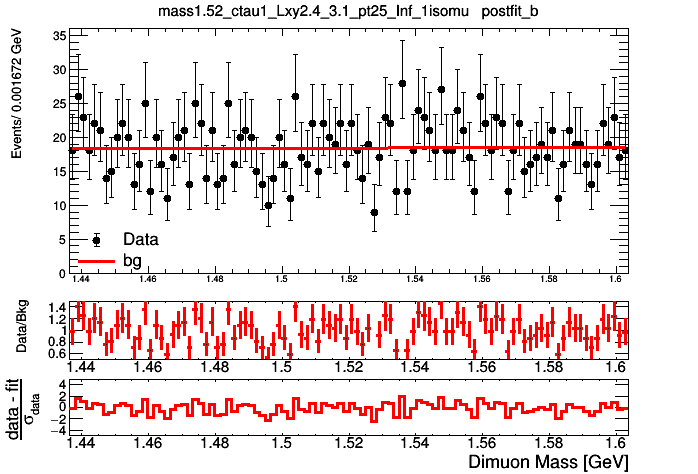 mass1.52_ctau1_Lxy2.4_3.1_pt25_Inf_1isomu postfit_b
Events/ 0.001672 GeV
35
30
25
20
15
10
5
0
Data
bg
1.44 1.46 1.48 1.5 1.52 1.54 1.56 1.58 1.6
Data/Bkg
1.4
1.2
1
0.8
0.6
1.44 1.46 1.48 1.5 1.52 1.54 1.56 1.58 1.6
data - fit
σdata
4
2
0
−2
−4
1.44 1.46 1.48 1.5 1.52 1.54 1.56 1.58 1.6
Dimuon Mass [GeV]